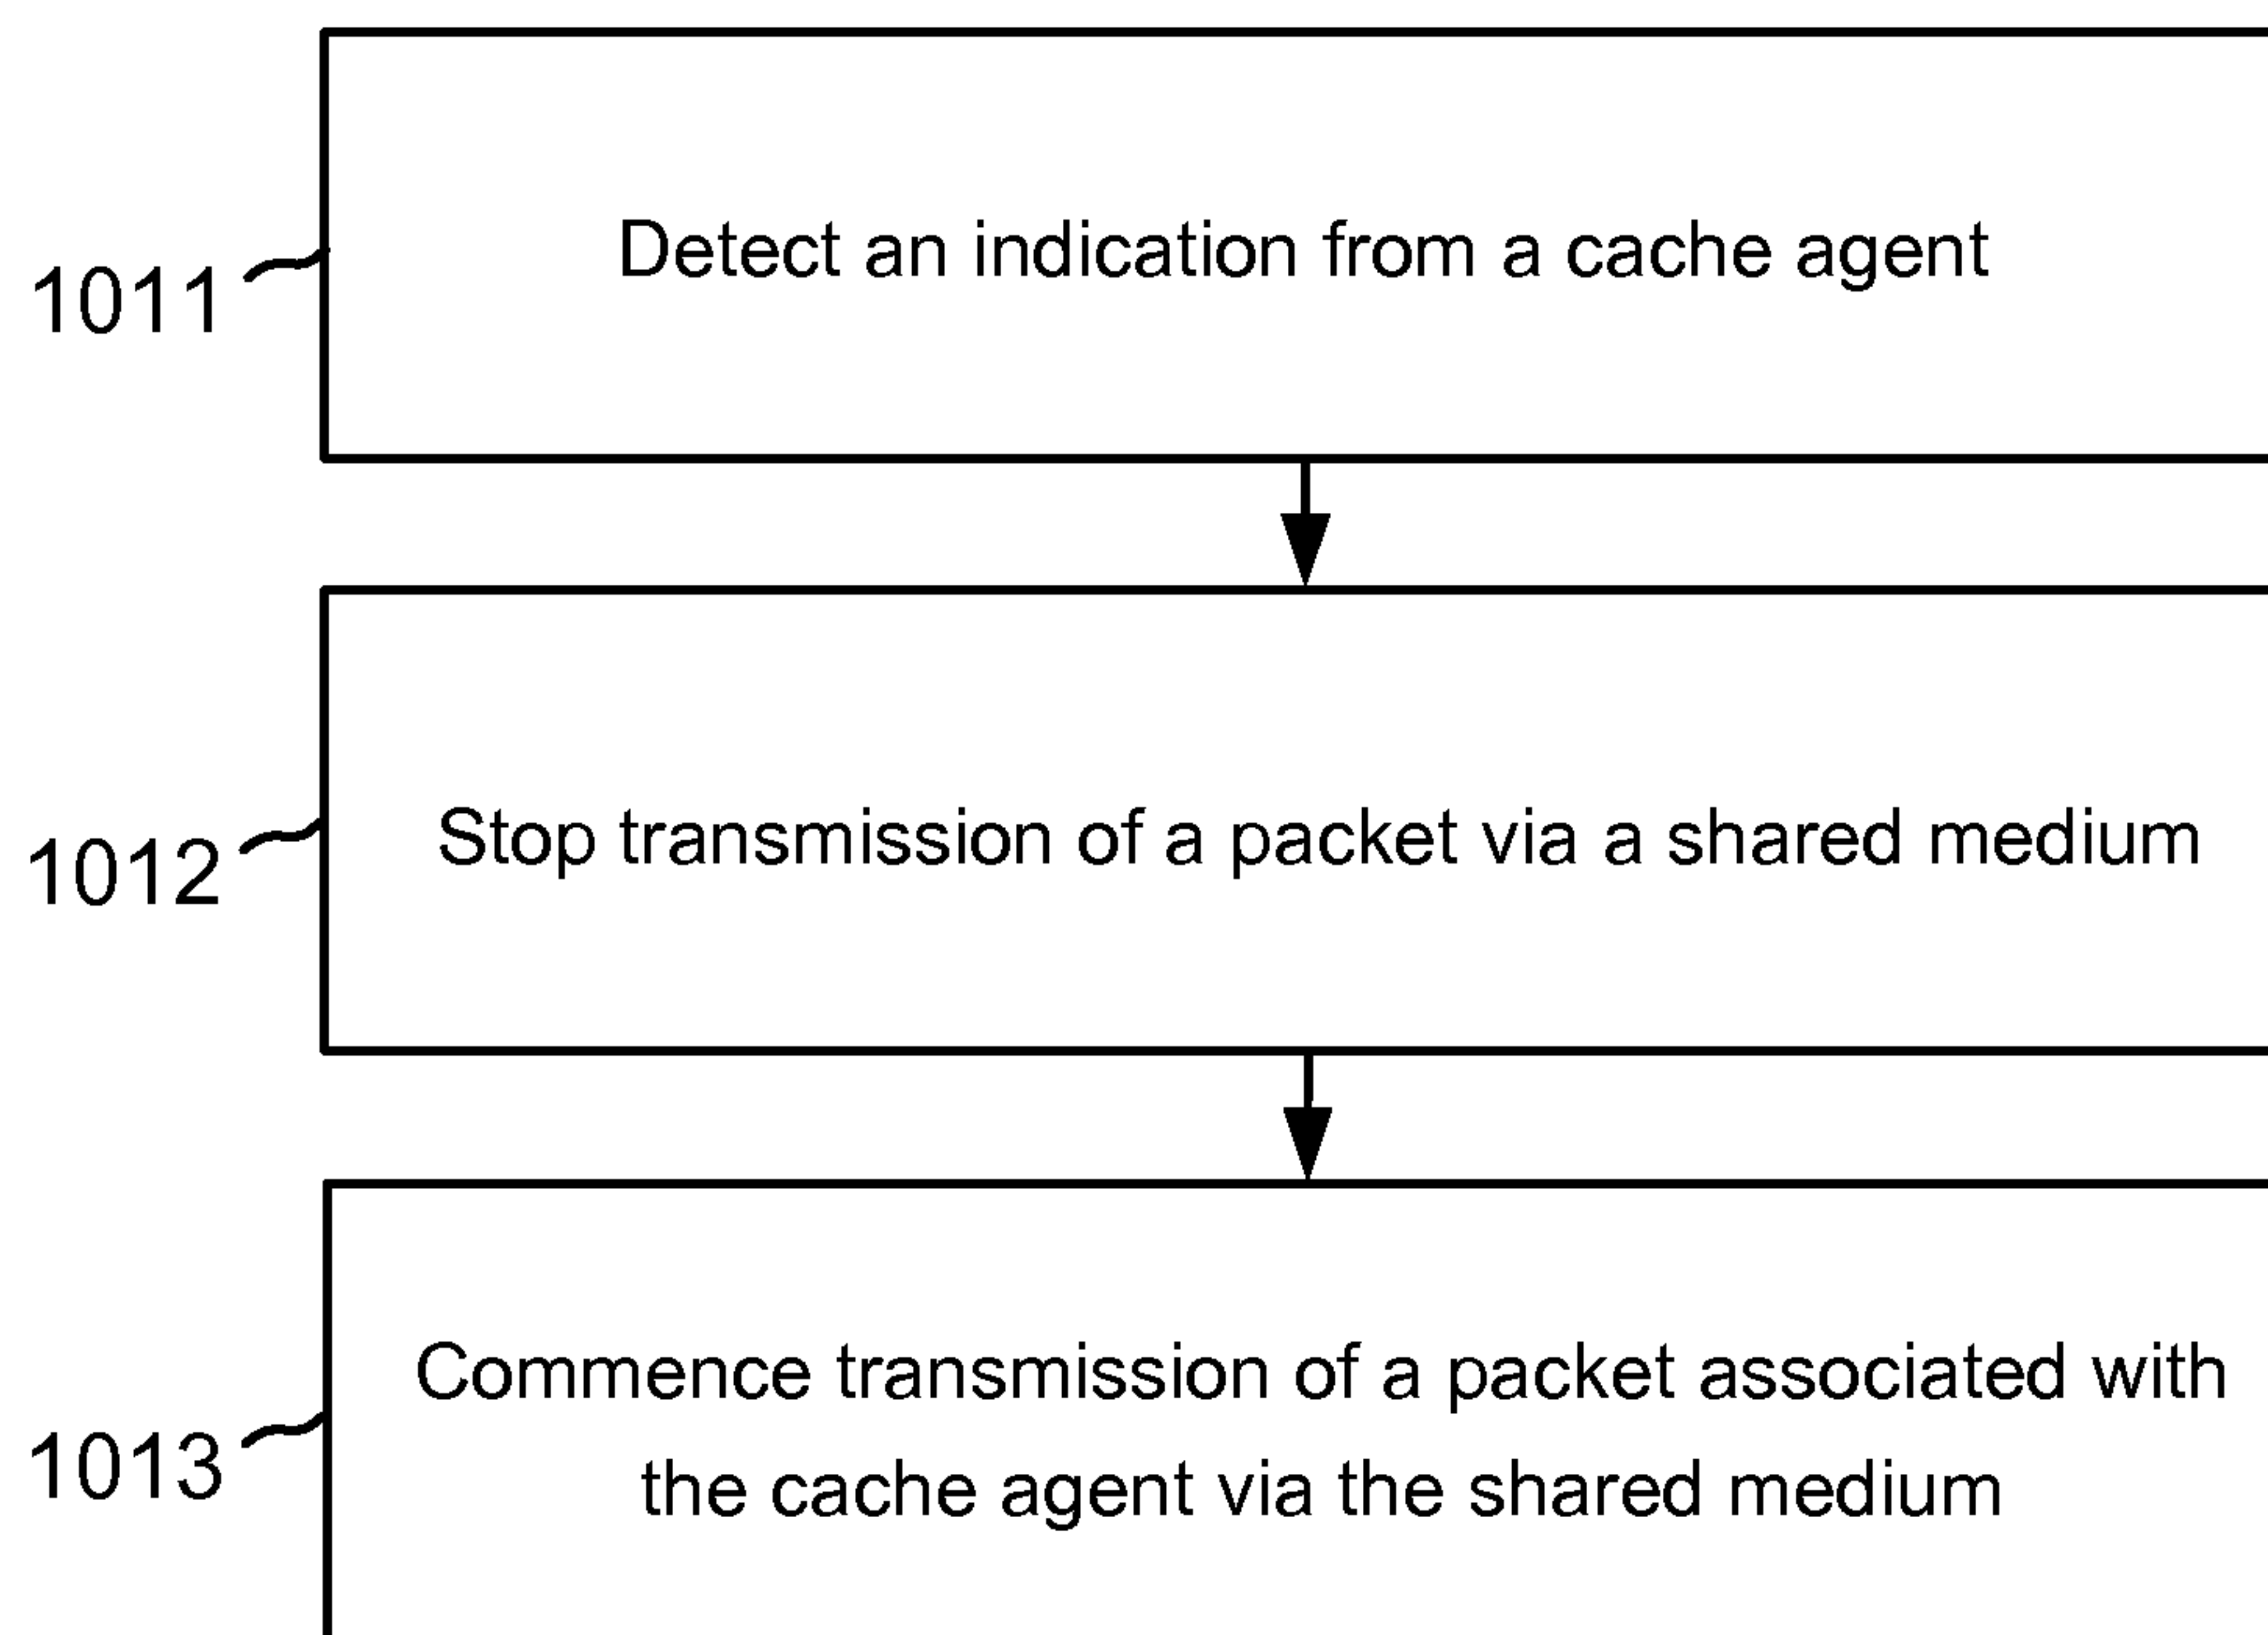 Detect an indication from a cache agent
1011
Stop transmission of a packet via a shared medium
1012
Commence transmission of a packet associated with
the cache agent via the shared medium
1013